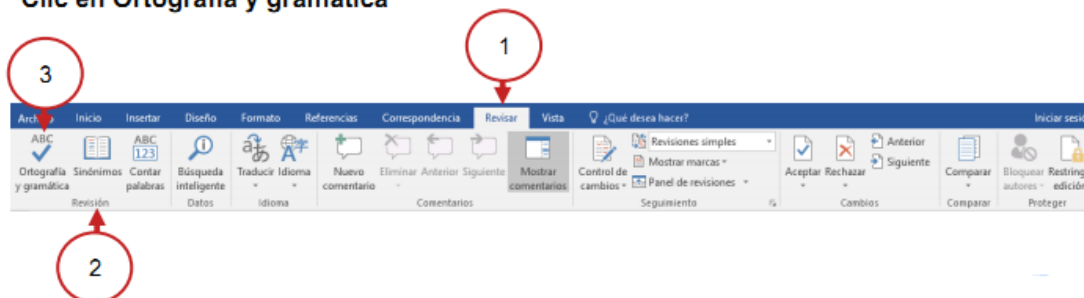 Clic en Ortografía y gramática
1
3
Inicio Insertar Diseño Formato Referencias Correspondencia Revisar Vista ¿Qué desea hacer? Iniciar sesió
ABC
ABC
123
Ortografía y gramática
Sinónimos
Contar palabras
Búsqueda inteligente
Traducir
Idioma
Nuevo comentario
Eliminar
Anterior
Siguiente
Mostrar comentarios
Control de cambios
Revisiones simples
Mostrar marcas
Panel de revisiones
Aceptar
Rechazar
Anterior
Siguiente
Comparar
Bloquear autores
Restring edición
Revisión Datos Idioma Comentarios Seguimiento Cambios Comparar Proteger
2